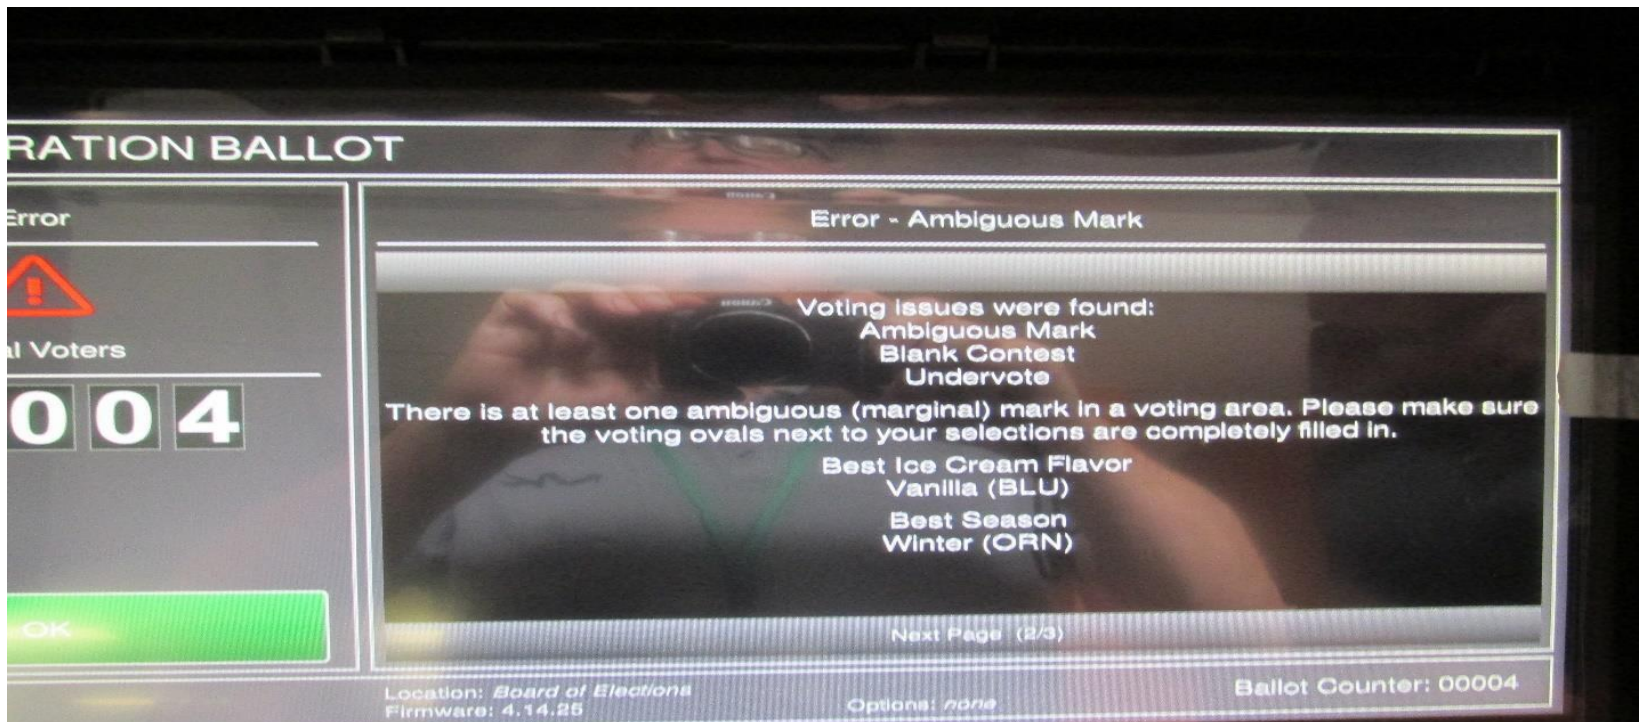 RATION BALLOT
Error
al Voters
004
OK
Error - Ambiguous Mark
Voting issues were found:
Ambiguous Mark
Blank Contest
Undervote
There is at least one ambiguous (marginal) mark in a voting area. Please make sure
the voting ovals next to your selections are completely filled in.
Best Ice Cream Flavor
Vanilla (BLU)
Best Season
Winter (ORN)
Next Page (2/3)
Location: Board of Elections
Firmware: 4.14.25
Options: none
Ballot Counter: 00004
Canon
Canon